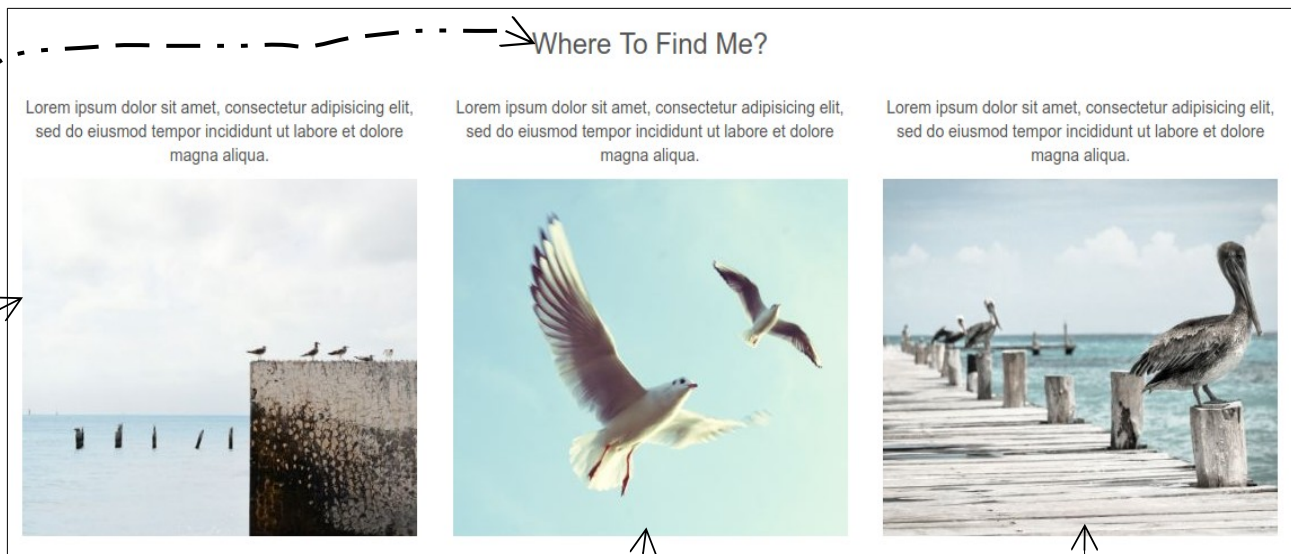 Where To Find Me?
Lorem ipsum dolor sit amet, consectetur adipisicing elit,
sed do eiusmod tempor incididunt ut labore et dolore
magna aliqua.
Lorem ipsum dolor sit amet, consectetur adipisicing elit,
sed do eiusmod tempor incididunt ut labore et dolore
magna aliqua.
Lorem ipsum dolor sit amet, consectetur adipisicing elit,
sed do eiusmod tempor incididunt ut labore et dolore
magna aliqua.